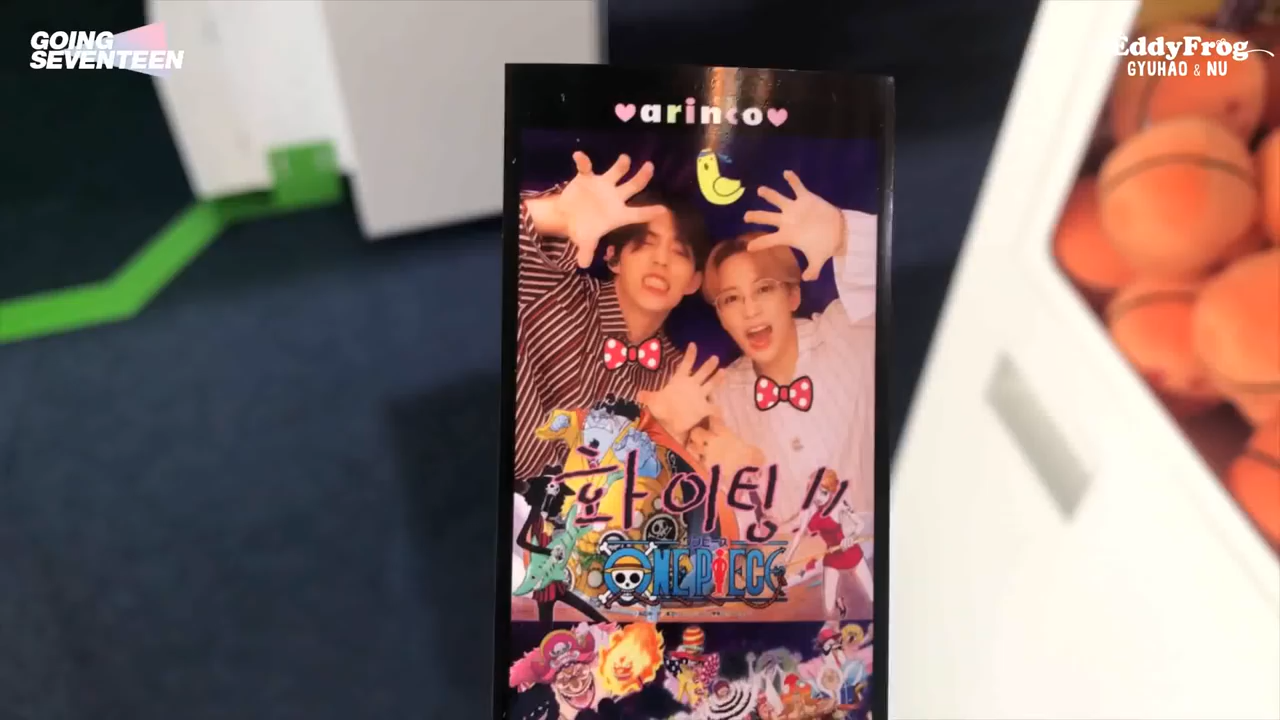 GOING
SEVENTEEN
EddyFrog
GYUHAO & NU
arinco
화이팅!!
ONE PIECE